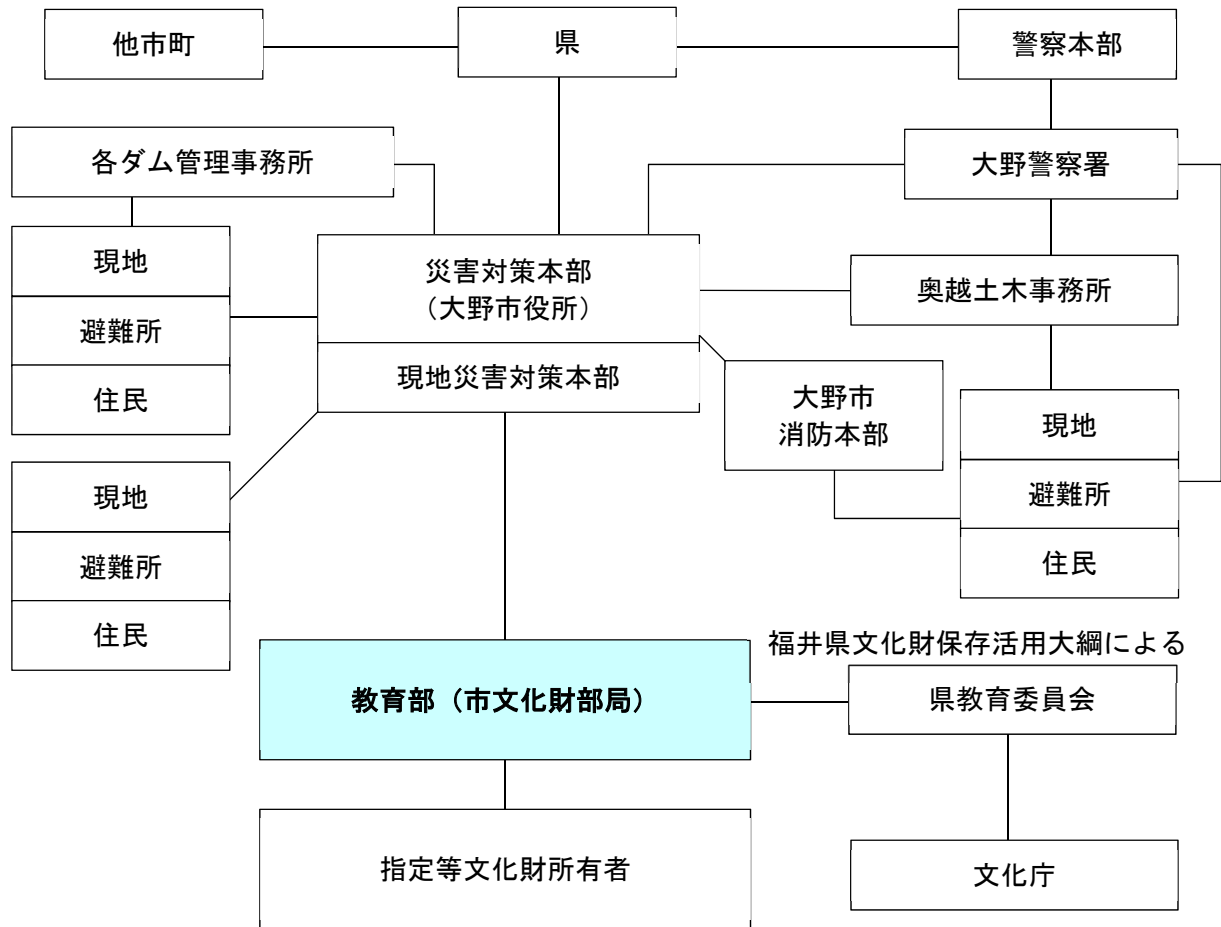 他市町
県
警察本部
各ダム管理事務所
大野警察署
現地
避難所
住民
災害対策本部
（大野市役所）
現地災害対策本部
奥越土木事務所
大野市
消防本部
現地
避難所
住民
現地
避難所
住民
福井県文化財保存活用大綱による
教育部（市文化財部局）
県教育委員会
指定等文化財所有者
文化庁